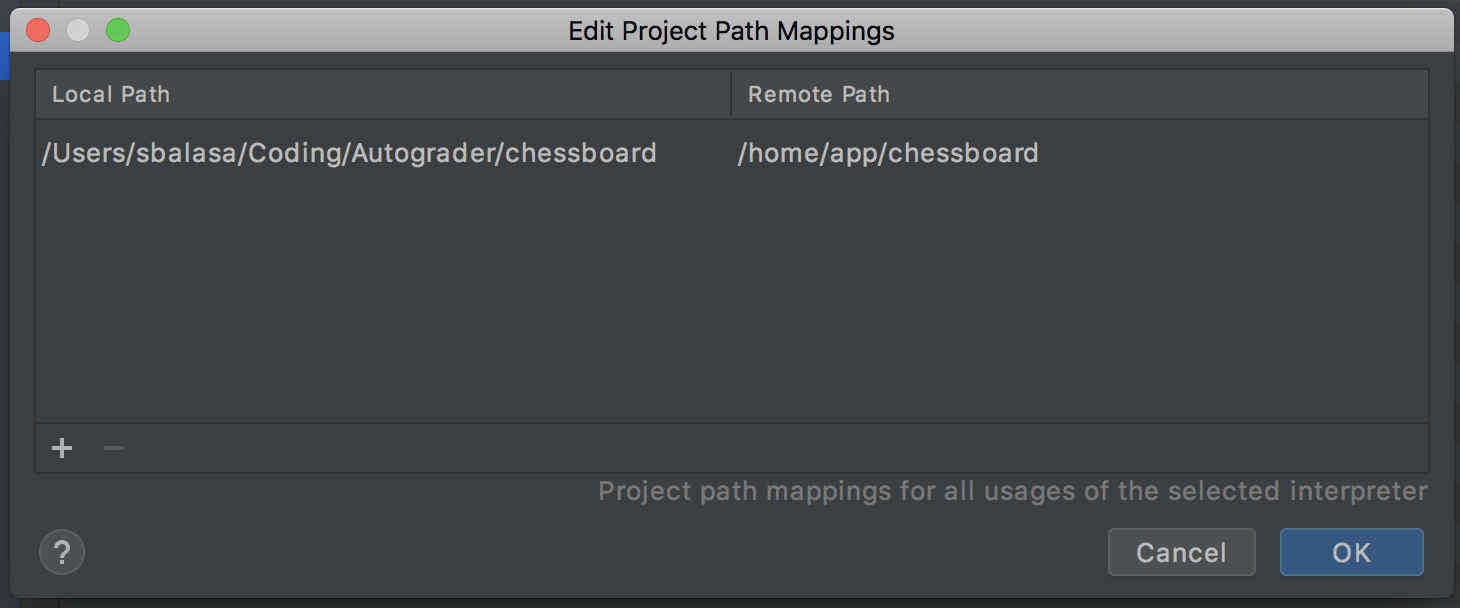 Edit Project Path Mappings
Local Path Remote Path
/Users/sbalasa/Coding/Autograder/chessboard /home/app/chessboard
+ −
Project path mappings for all usages of the selected interpreter
? Cancel OK